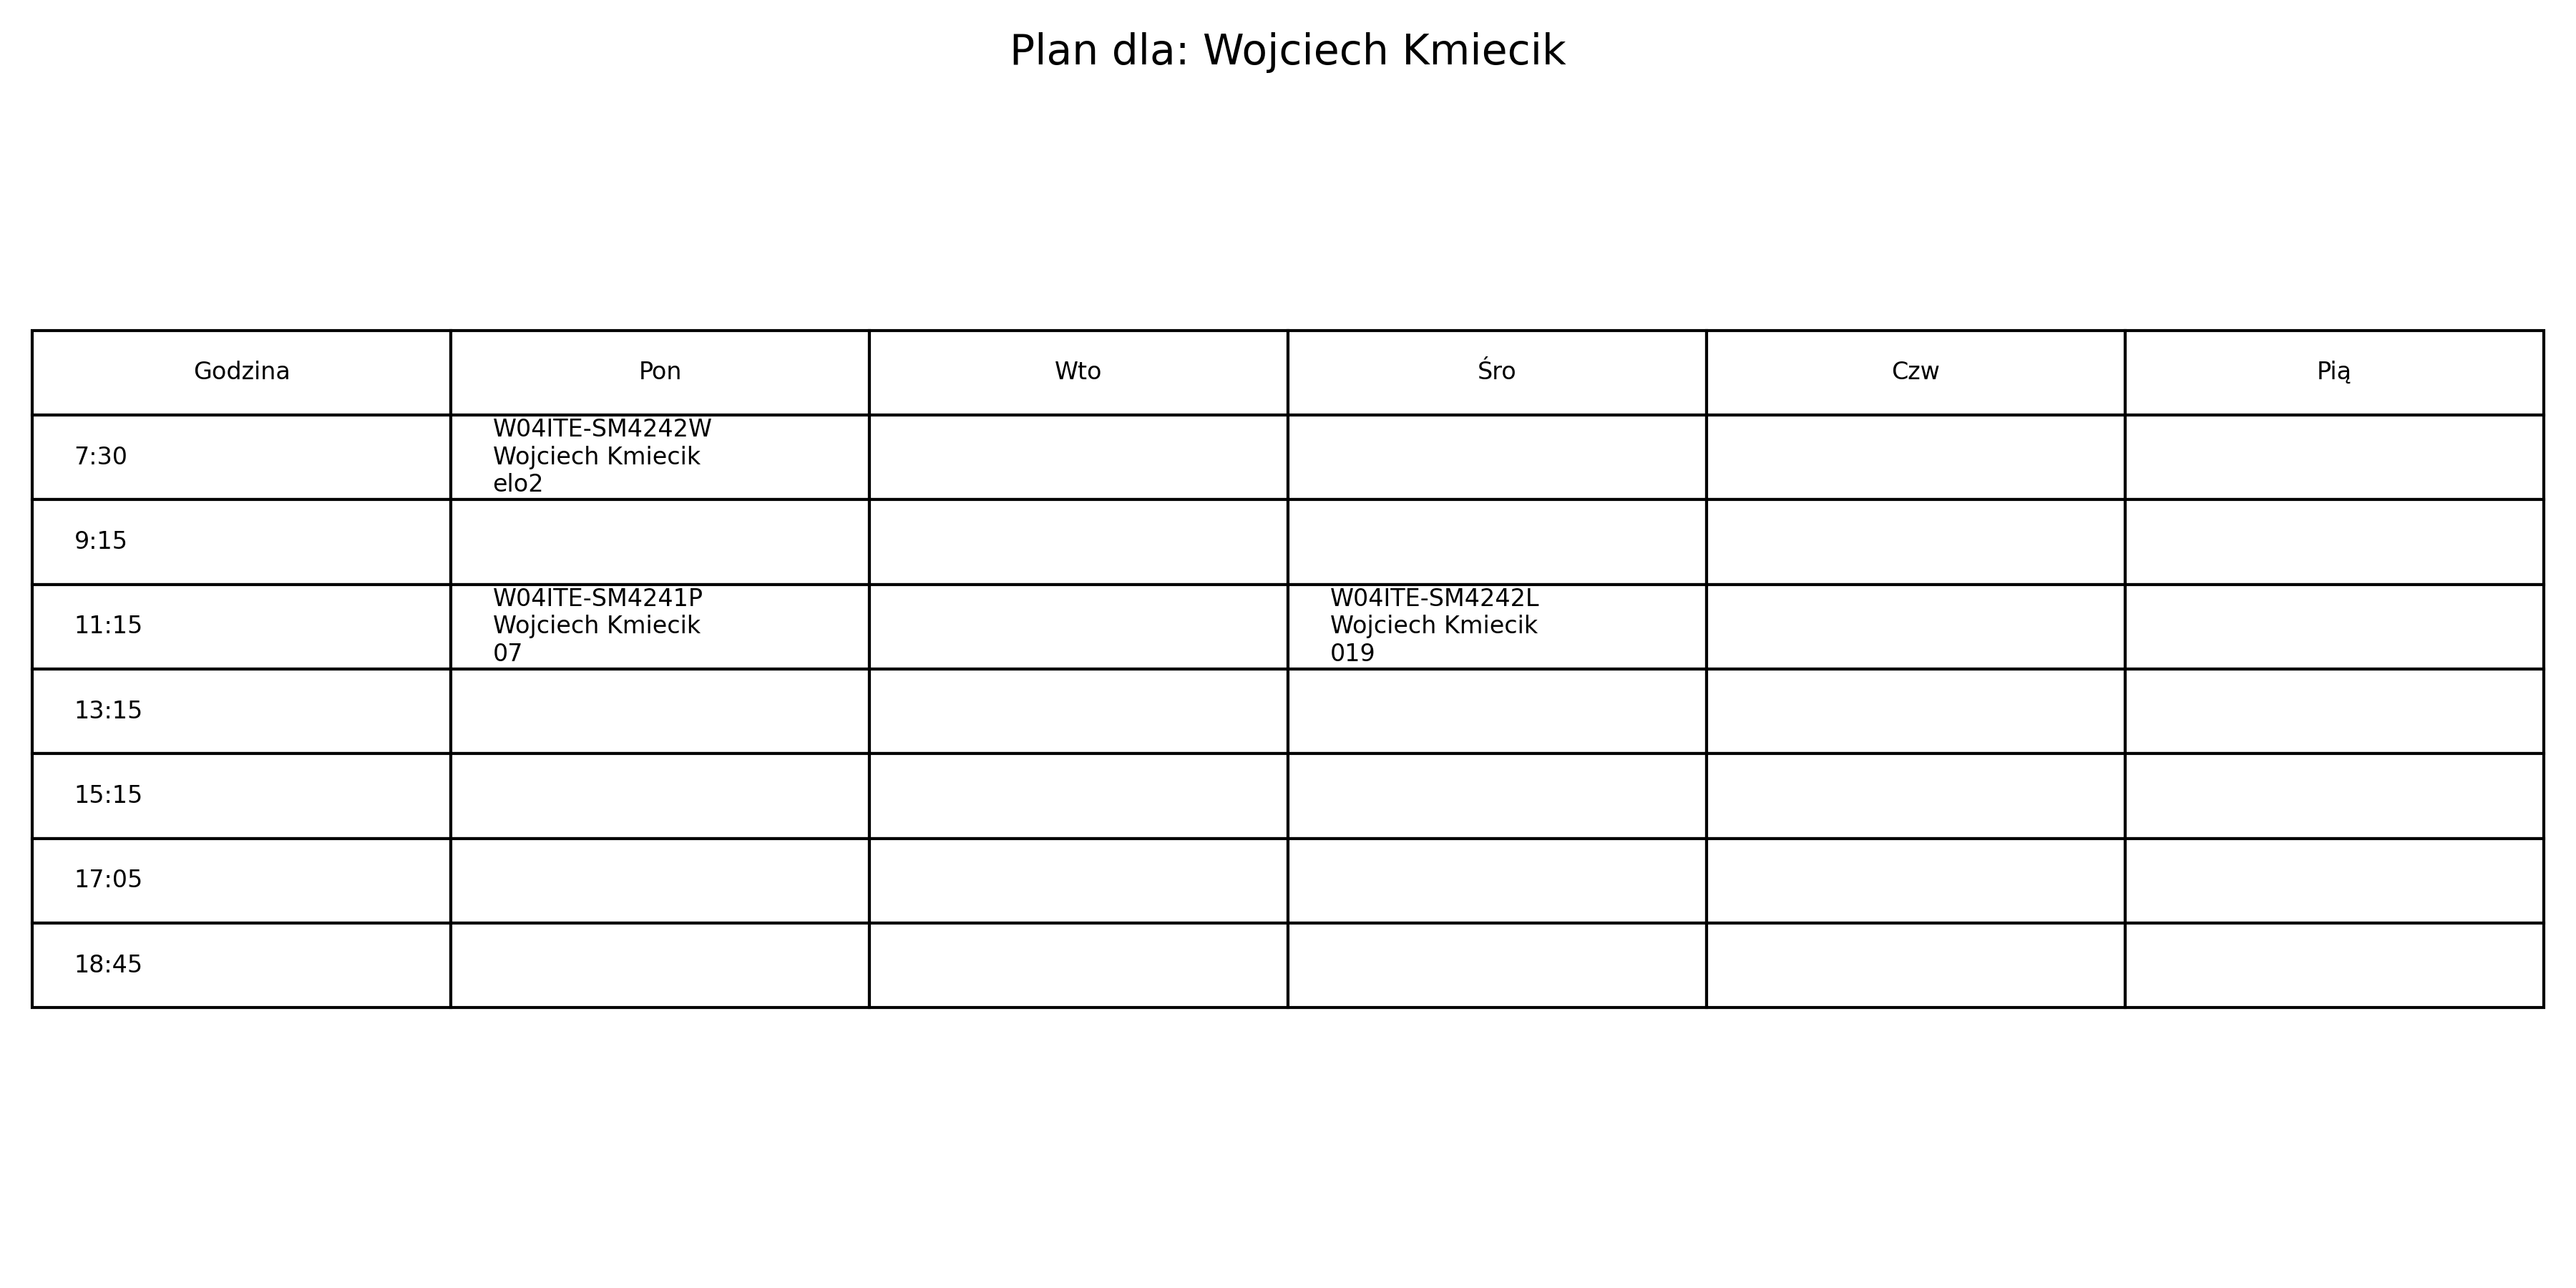 Plan dla: Wojciech Kmiecik
Godzina Pon Wto Śro Czw Pią
7:30
W04ITE-SM4242W
Wojciech Kmiecik
elo2
9:15
11:15
W04ITE-SM4241P
Wojciech Kmiecik
07
W04ITE-SM4242L
Wojciech Kmiecik
019
13:15
15:15
17:05
18:45